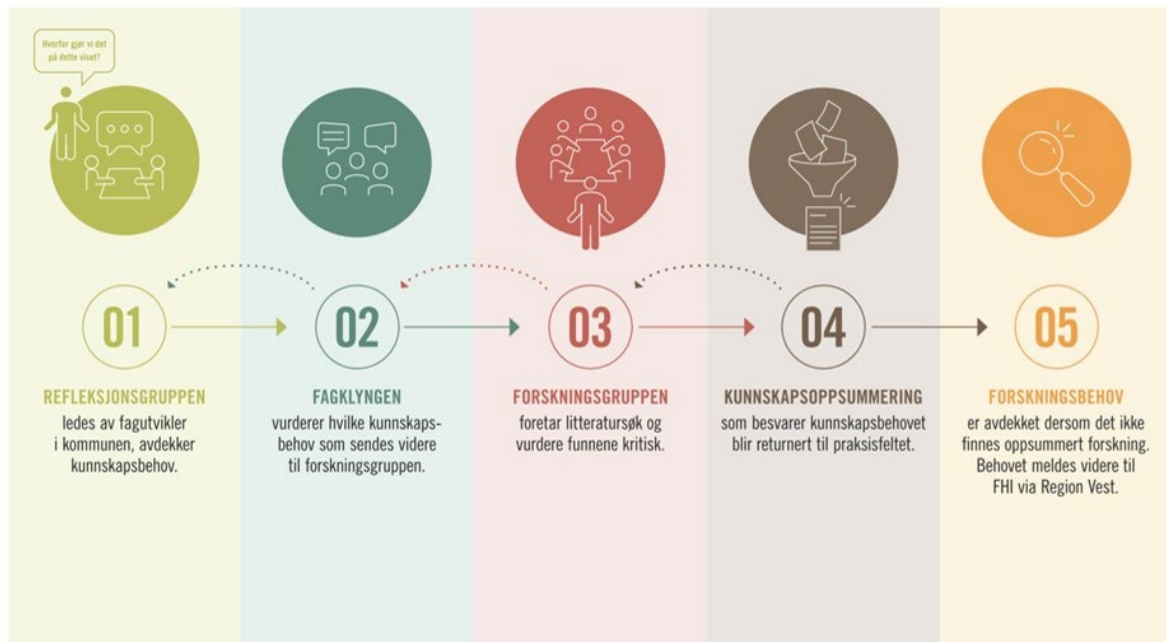 Hvorfor gjør vi det
på dette viset?
01
REFLEKSJONSGRUPPEN
ledes av fagutvikler
i kommunen, avdekker
kunnskapsbehov.
02
FAGKLYNGEN
vurderer hvilke kunnskaps-
behov som sendes videre
til forskningsgruppen.
03
FORSKNINGSGRUPPEN
foretar litteratursøk og
vurdere funnene kritisk.
04
KUNNSKAPSOPPSUMMERING
som besvarer kunnskapsbehovet
blir returnert til praksisfeltet.
05
FORSKNINGSBEHOV
er avdekket dersom det ikke
finnes oppsummert forskning.
Behovet meldes videre til
FHI via Region Vest.